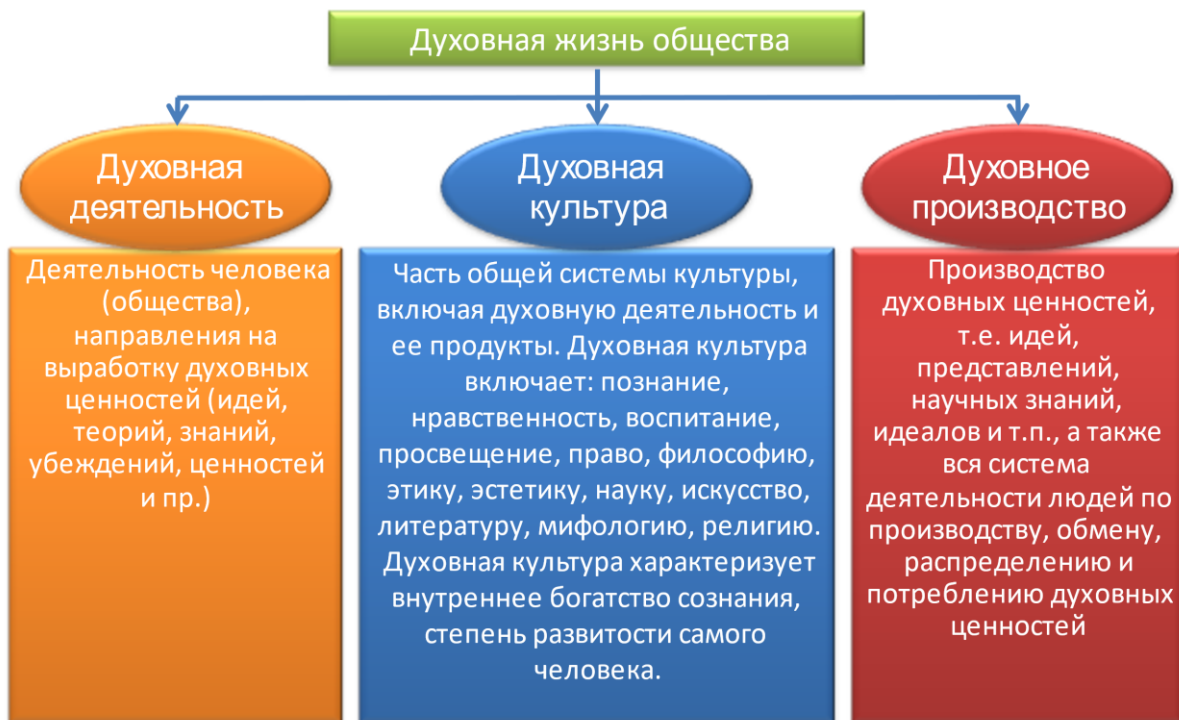 Духовная жизнь общества
Духовная
деятельность
Духовная
культура
Духовное
производство
Деятельность человека
(общества),
направления на
выработку духовных
ценностей (идей,
теорий, знаний,
убеждений, ценностей
и пр.)
Часть общей системы культуры,
включая духовную деятельность и
ее продукты. Духовная культура
включает: познание,
нравственность, воспитание,
просвещение, право, философию,
этику, эстетику, науку, искусство,
литературу, мифологию, религию.
Духовная культура характеризует
внутреннее богатство сознания,
степень развитости самого
человека.
Производство
духовных ценностей,
т.е. идей,
представлений,
научных знаний,
идеалов и т.п., а также
вся система
деятельности людей по
производству, обмену,
распределению и
потреблению духовных
ценностей